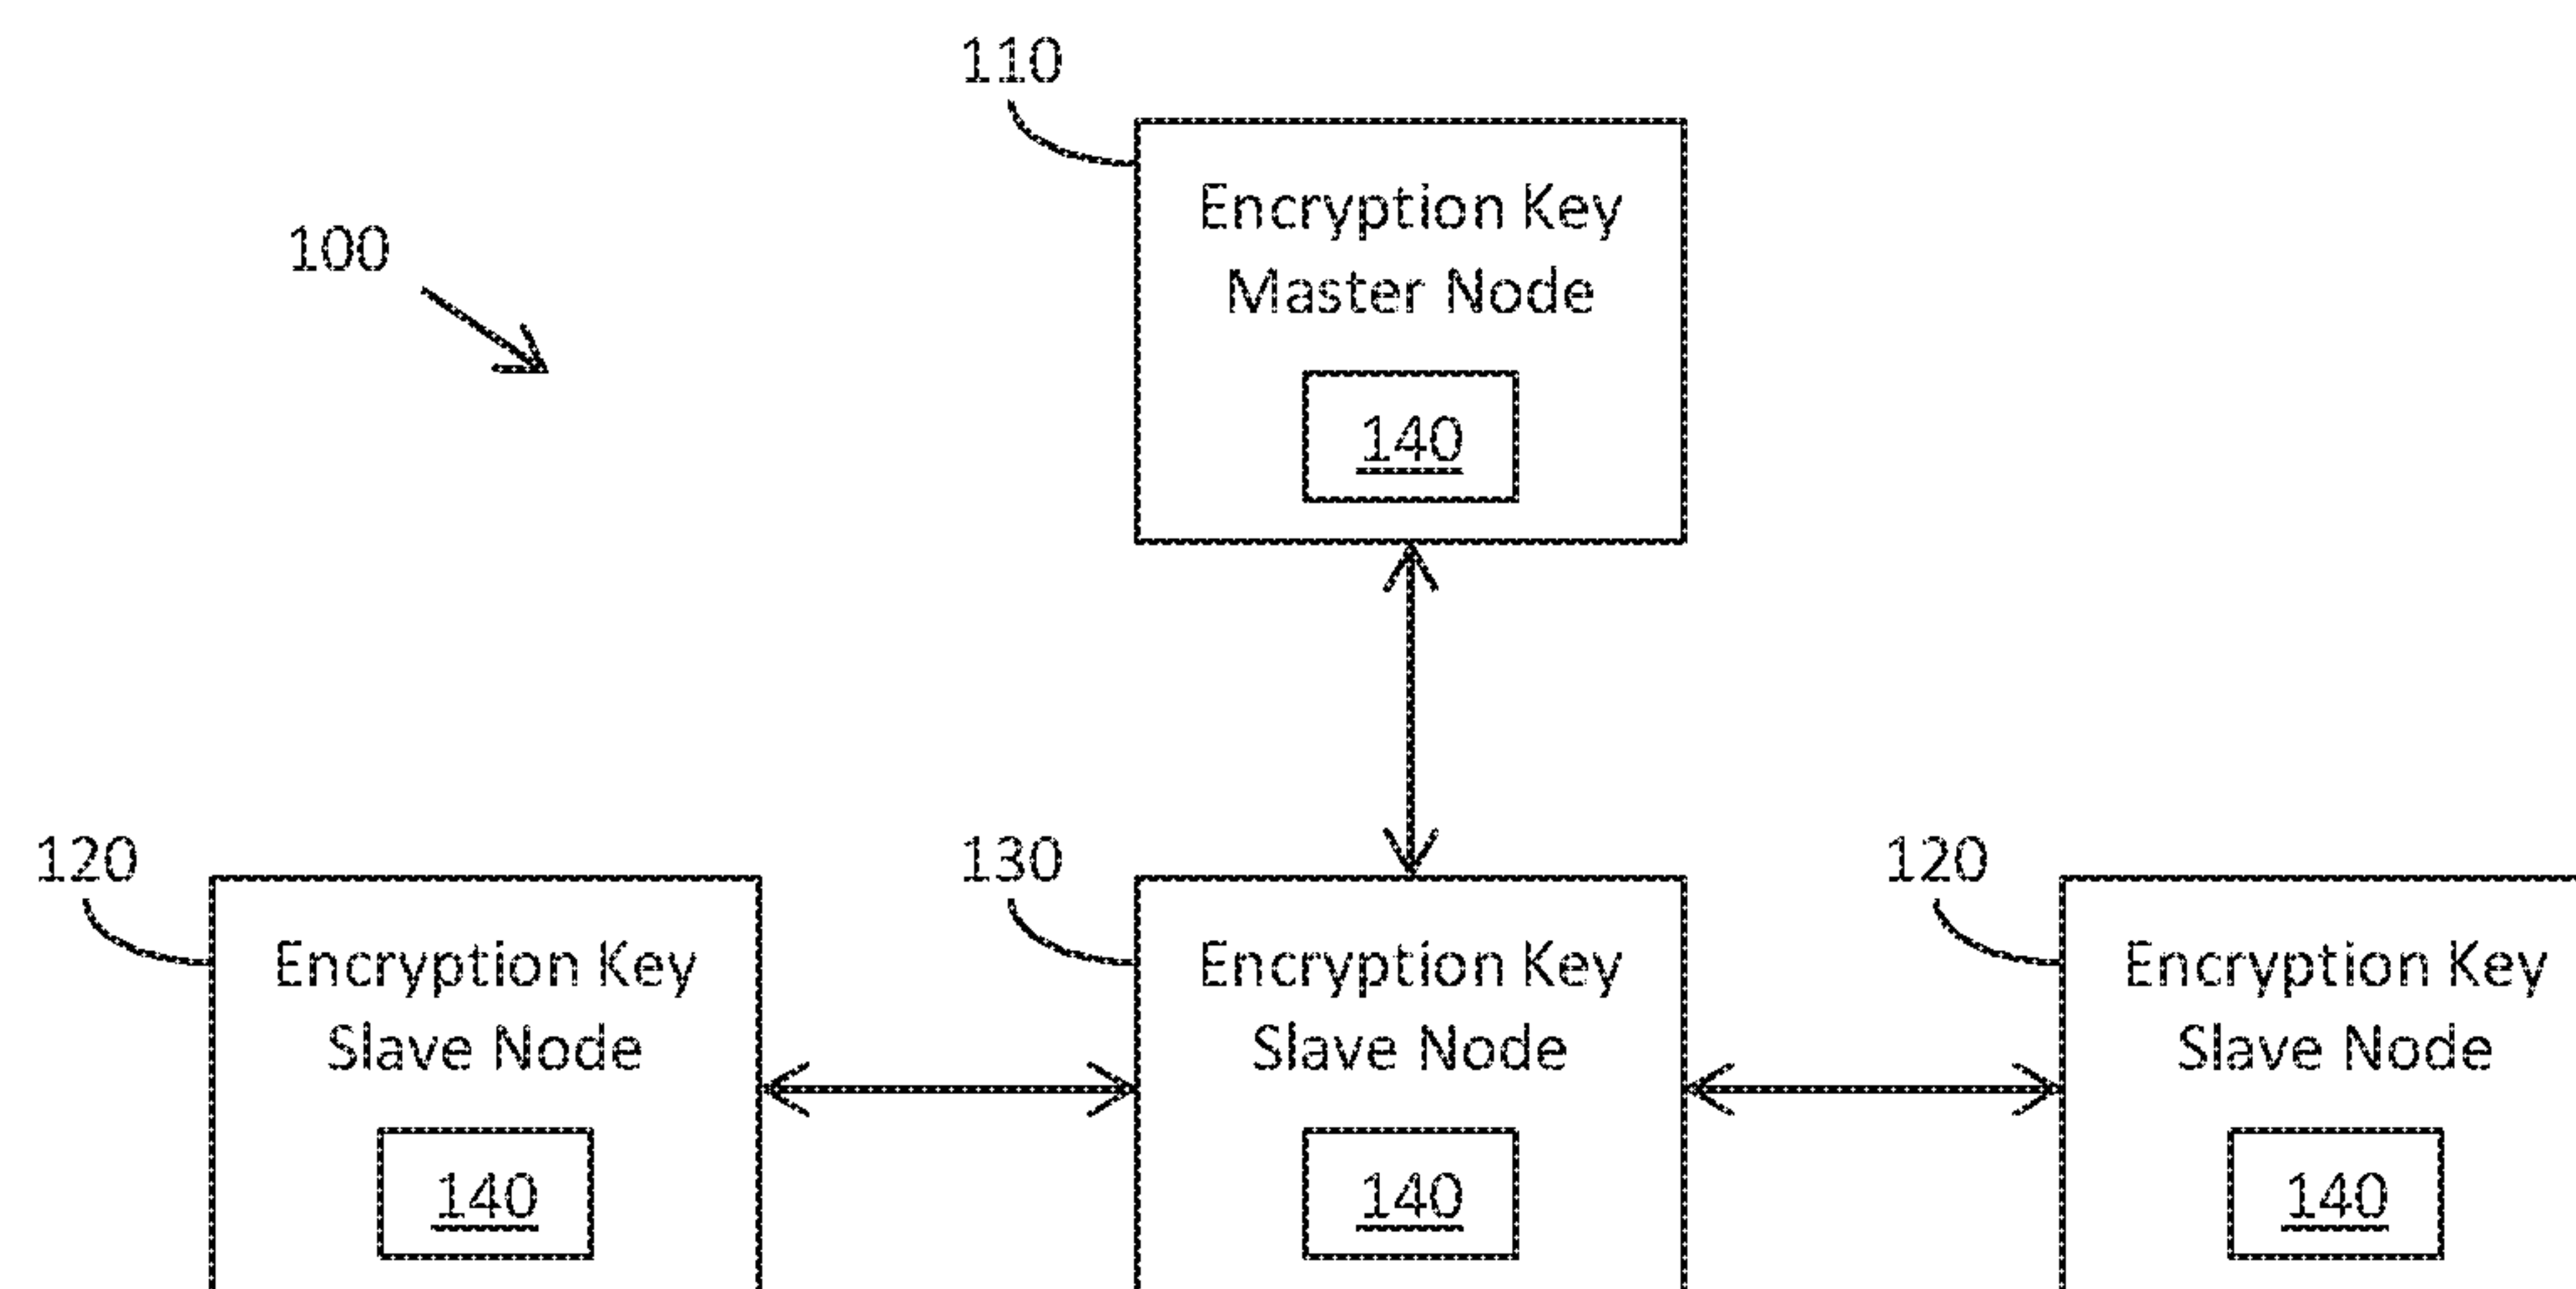 110
Encryption Key
Master Node
140
100
120
Encryption Key
Slave Node
140
130
Encryption Key
Slave Node
140
120
Encryption Key
Slave Node
140